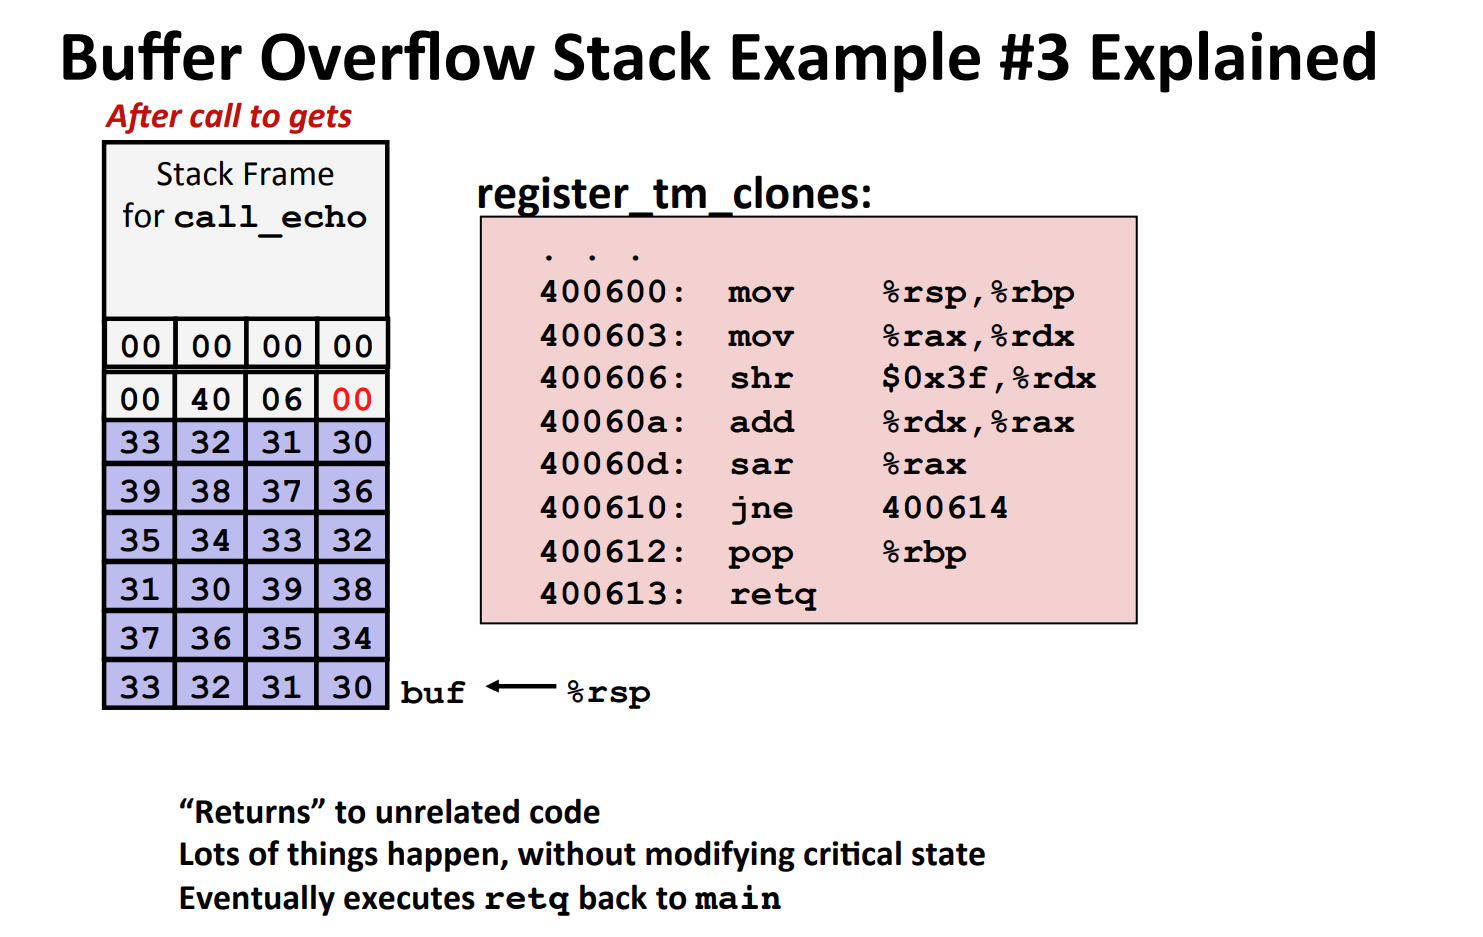 Buffer Overflow Stack Example #3 Explained
After call to gets
Stack Frame
for call_echo
00 00 00 00
00 40 06 00
33 32 31 30
39 38 37 36
35 34 33 32
31 30 39 38
37 36 35 34
33 32 31 30
buf
%rsp
register_tm_clones:
. . .
400600: mov %rsp,%rbp
400603: mov %rax,%rdx
400606: shr $0x3f,%rdx
40060a: add %rdx,%rax
40060d: sar %rax
400610: jne 400614
400612: pop %rbp
400613: retq
“Returns” to unrelated code
Lots of things happen, without modifying critical state
Eventually executes retq back to main